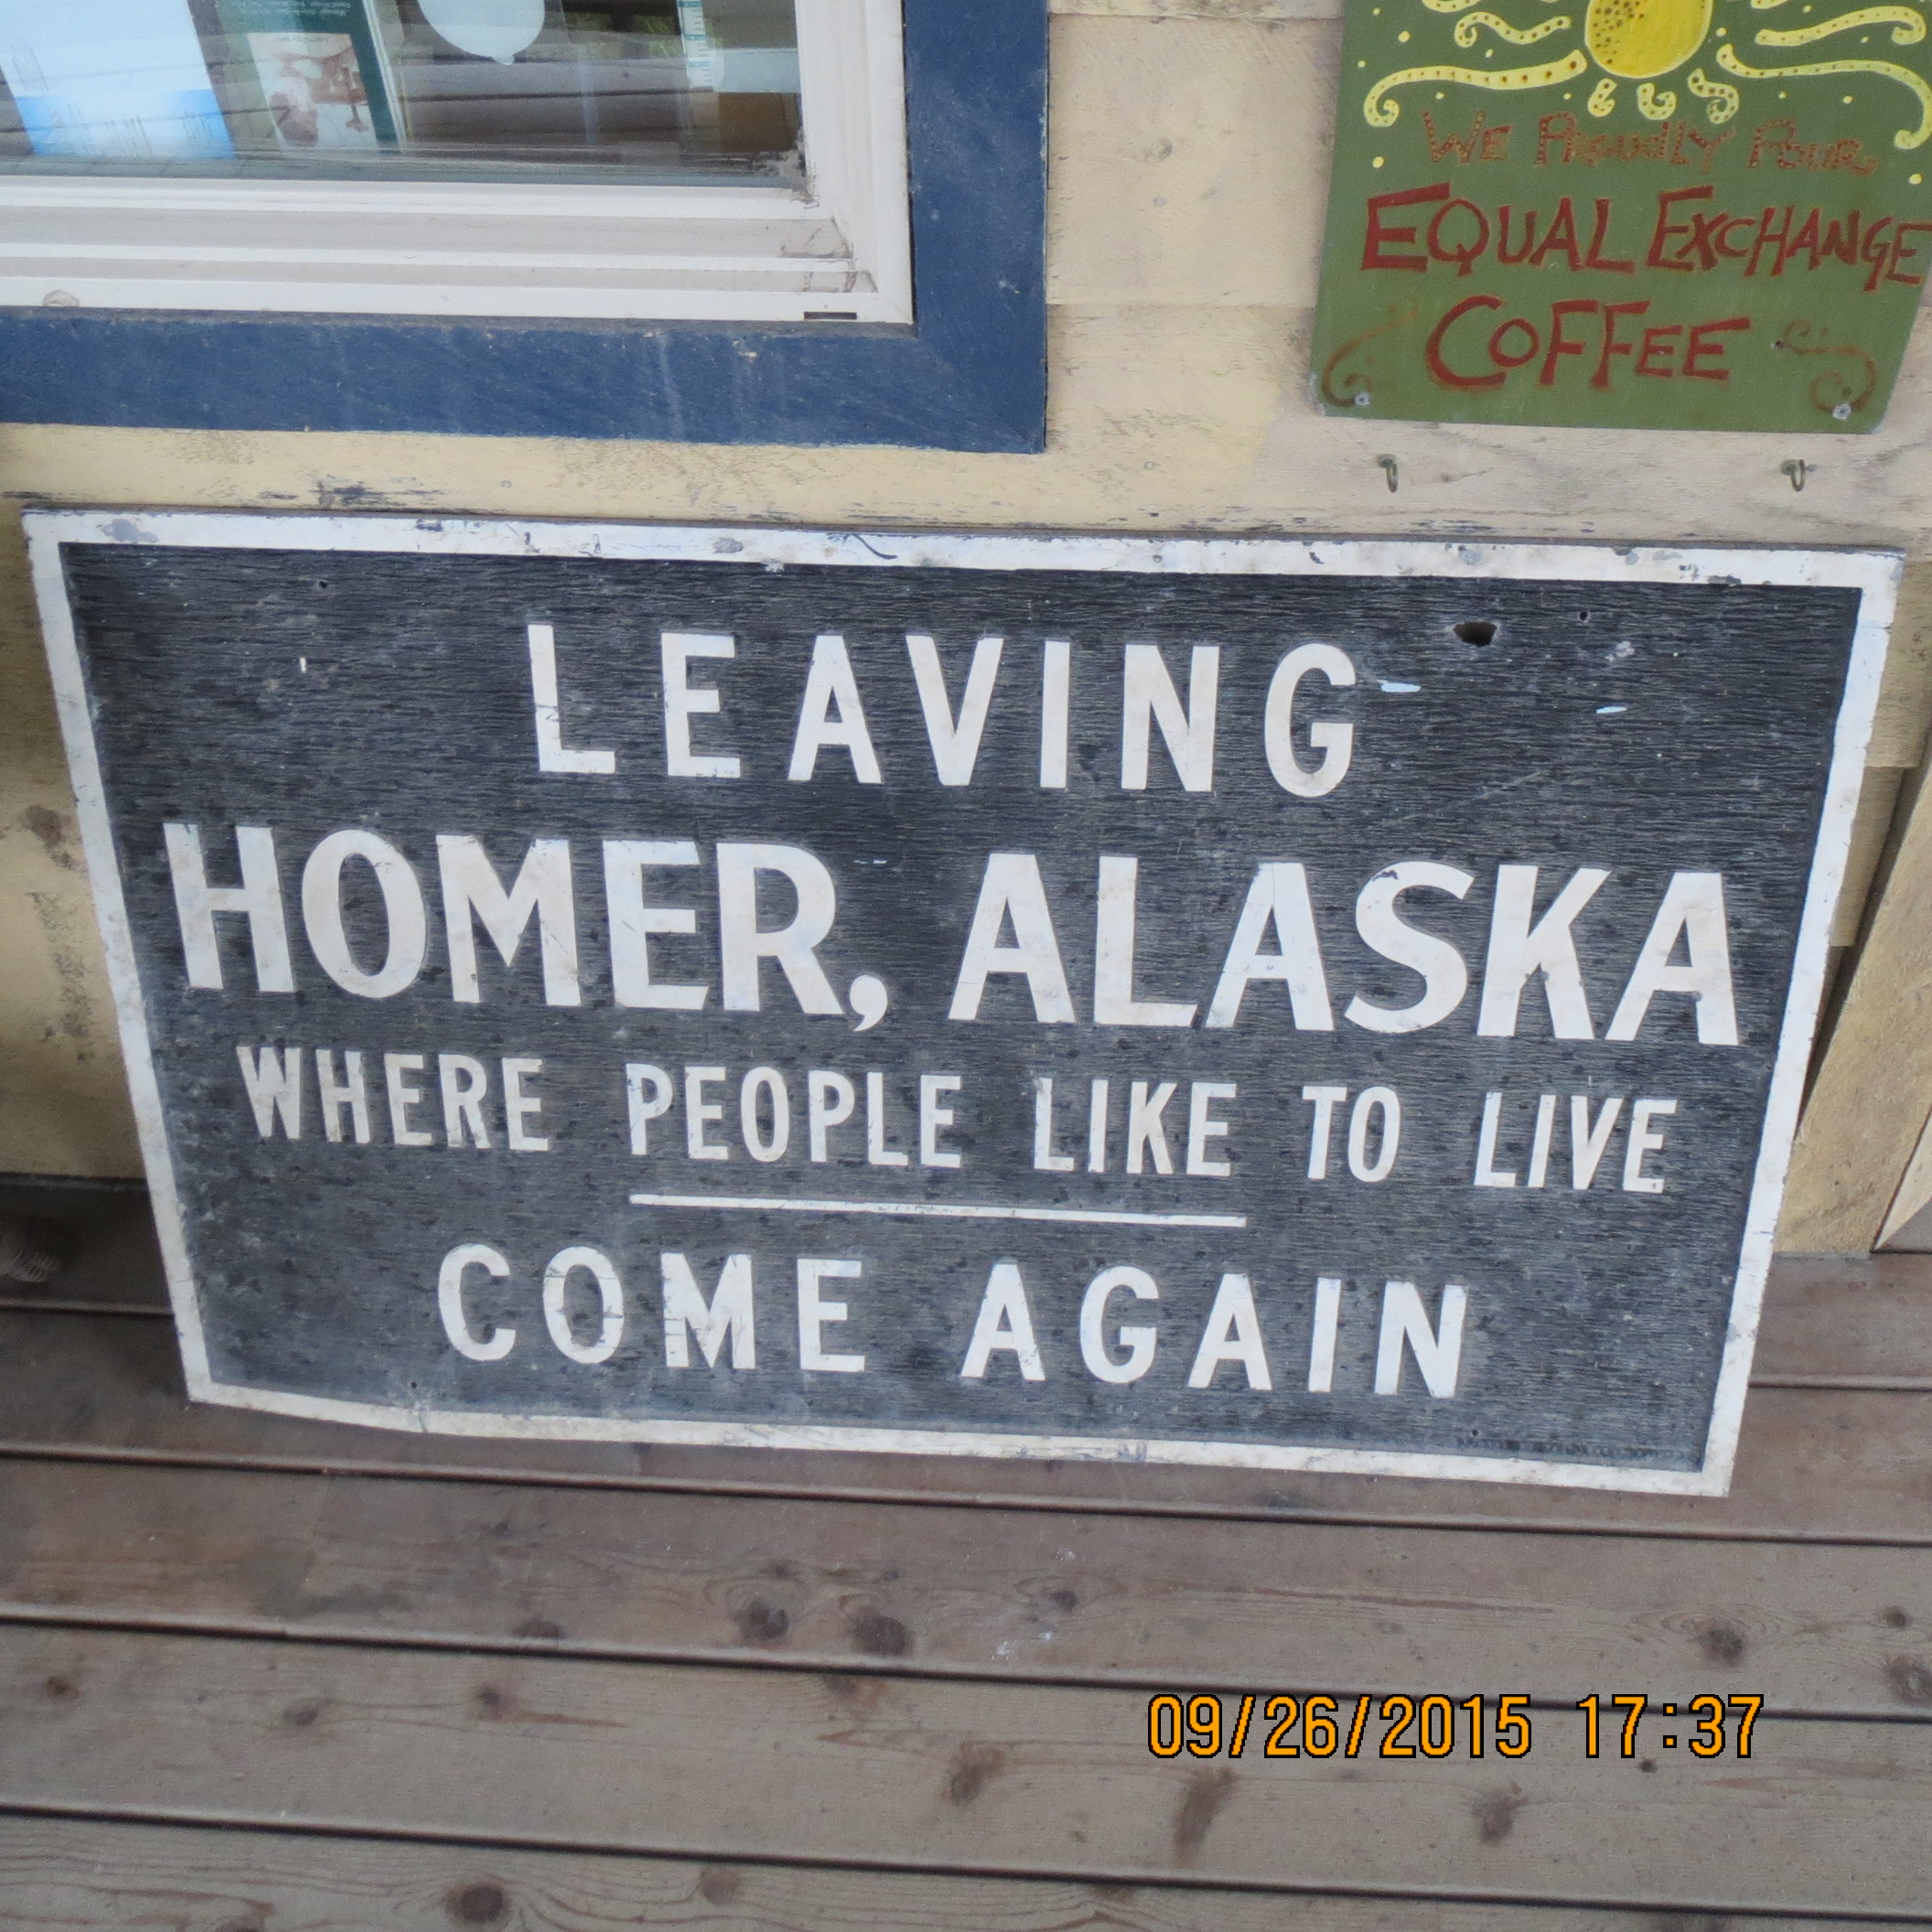 WE PROUDLY POUR
EQUAL EXCHANGE
COFFEE
LEAVING
HOMER, ALASKA
WHERE PEOPLE LIKE TO LIVE
COME AGAIN
09/26/2015 17:37